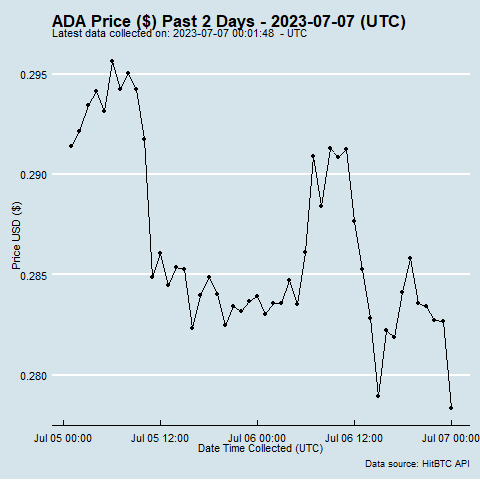 ADA Price ($) Past 2 Days - 2023-07-07 (UTC)
Latest data collected on: 2023-07-07 00:01:48 - UTC
0.295
0.290
0.285
0.280
Price USD ($)
Jul 05 00:00 Jul 05 12:00 Jul 06 00:00 Jul 06 12:00 Jul 07 00:00
Date Time Collected (UTC)
Data source: HitBTC API